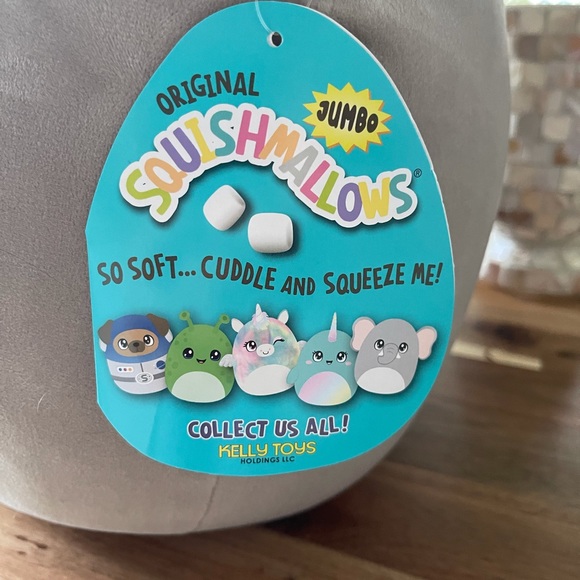 ORIGINAL
JUMBO
SQUISHMALLOWS®
SO SOFT... CUDDLE AND SQUEEZE ME!
S
COLLECT US ALL!
KELLY TOYS
HOLDINGS LLC